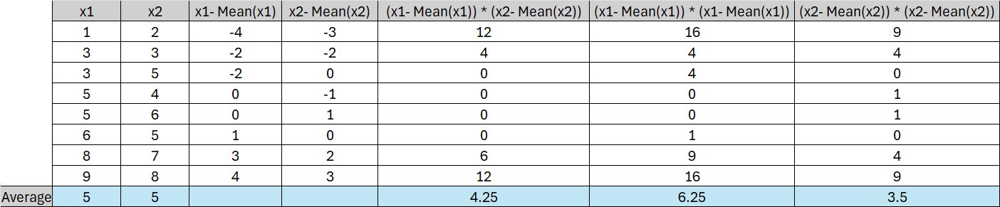 x1 x2 x1- Mean(x1) x2- Mean(x2) (x1- Mean(x1)) * (x2- Mean(x2)) (x1- Mean(x1)) * (x1- Mean(x1)) (x2- Mean(x2)) * (x2- Mean(x2))
1 2 -4 -3 12 16 9
3 3 -2 -2 4 4 4
3 5 -2 0 0 4 0
5 4 0 -1 0 0 1
5 6 0 1 0 0 1
6 5 1 0 0 1 0
8 7 3 2 6 9 4
9 8 4 3 12 16 9
Average 5 5 4.25 6.25 3.5